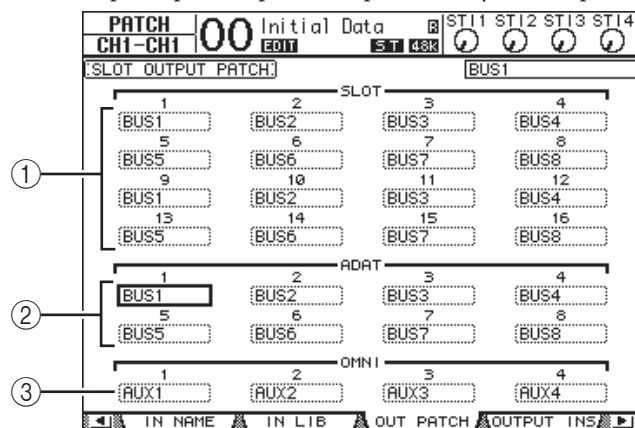 PATCH
CH1-CH1
00 Initial Data
EDIT
ST 48K
ST11 ST12 ST13 ST14
SLOT OUTPUT PATCH
BUS1
SLOT
1 2 3 4
BUS1 BUS2 BUS3 BUS4
5 6 7 8
BUS5 BUS6 BUS7 BUS8
9 10 11 12
BUS1 BUS2 BUS3 BUS4
13 14 15 16
BUS5 BUS6 BUS7 BUS8
①
ADAT
1 2 3 4
BUS1 BUS2 BUS3 BUS4
5 6 7 8
BUS5 BUS6 BUS7 BUS8
②
OMNI
1 2 3 4
③ AUX1 AUX2 AUX3 AUX4
IN NAME IN LIB OUT PATCH OUTPUT INS